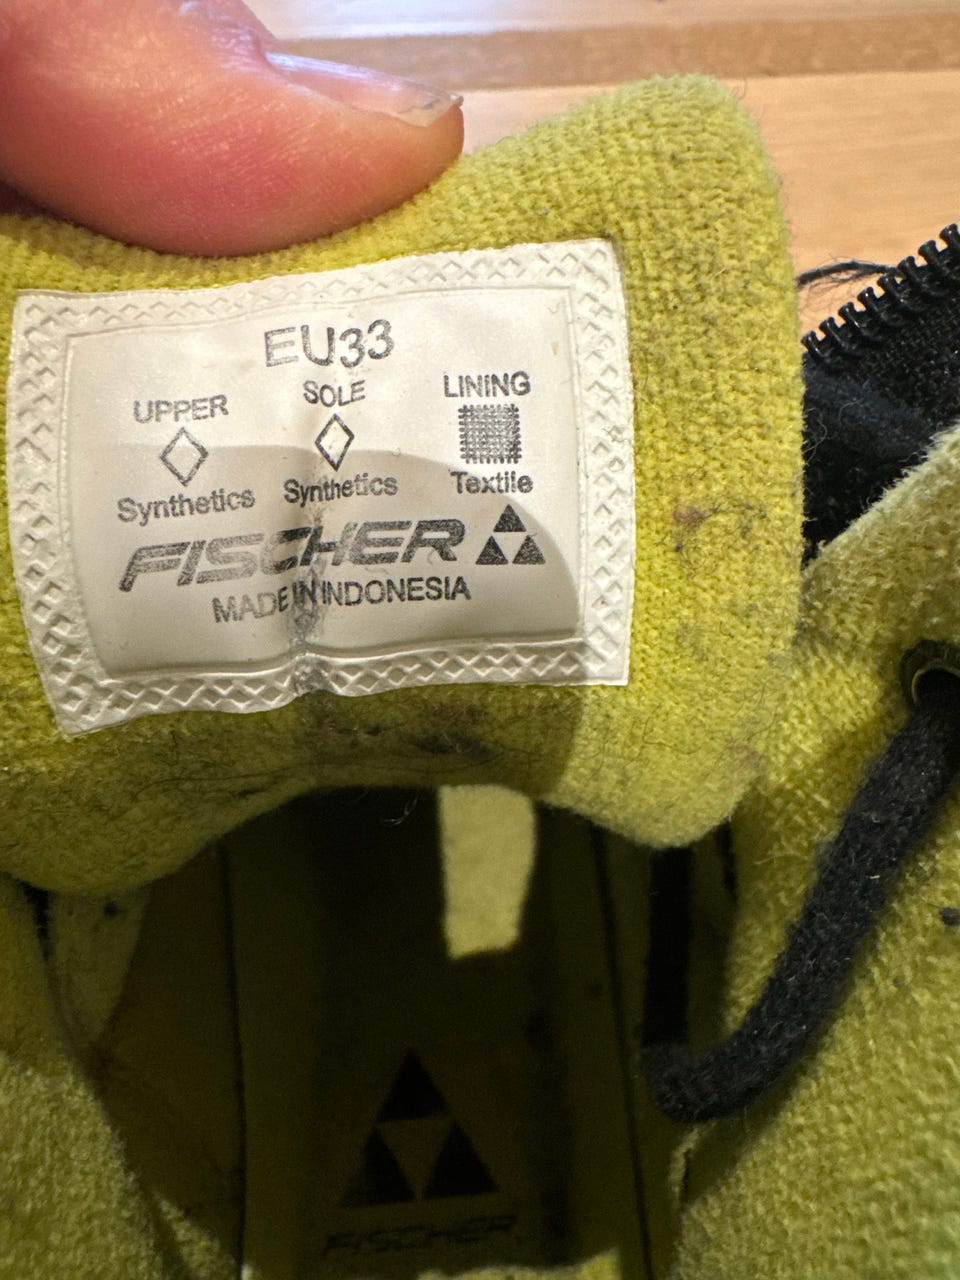 EU33
UPPER SOLE LINING
Synthetics Synthetics Textile
FISCHER
MADE IN INDONESIA
FISCHER